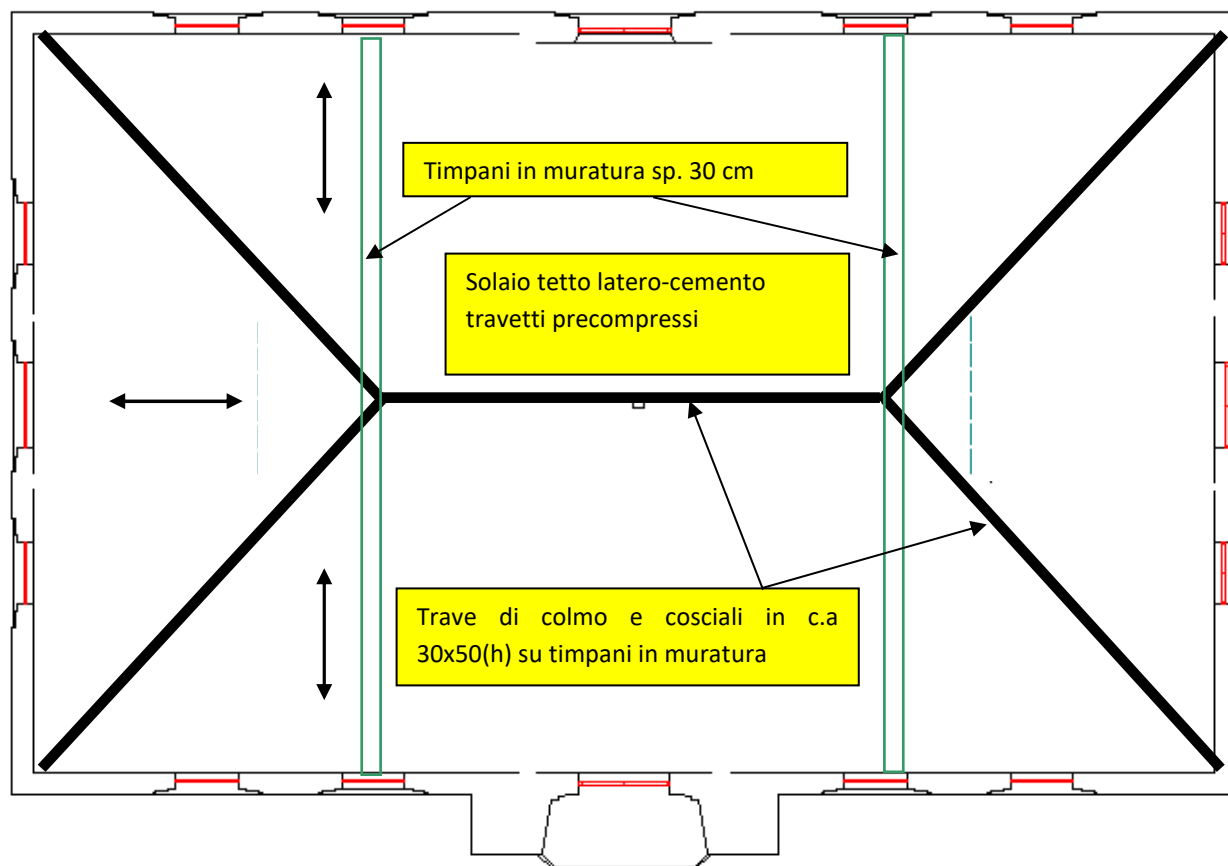 Timpani in muratura sp. 30 cm
Solaio tetto latero-cemento
travetti precompressi
Trave di colmo e cosciali in c.a
30x50(h) su timpani in muratura